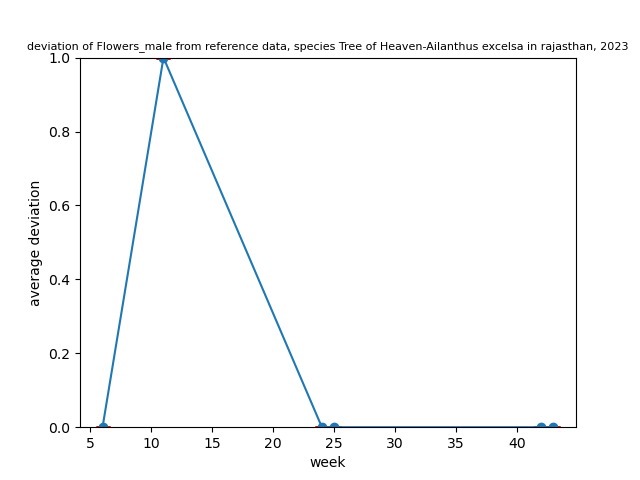 deviation of Flowers_male from reference data, species Tree of Heaven-Ailanthus excelsa in rajasthan, 2023
1.0
0.8
0.6
0.4
0.2
0.0
average deviation
5 10 15 20 25 30 35 40
week